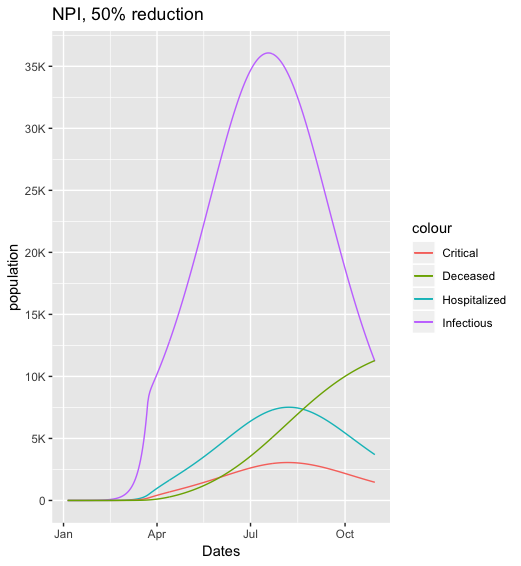 NPI, 50% reduction
35K
30K
25K
20K
15K
10K
5K
0
population
Jan Apr Jul Oct
Dates
colour
Critical
Deceased
Hospitalized
Infectious